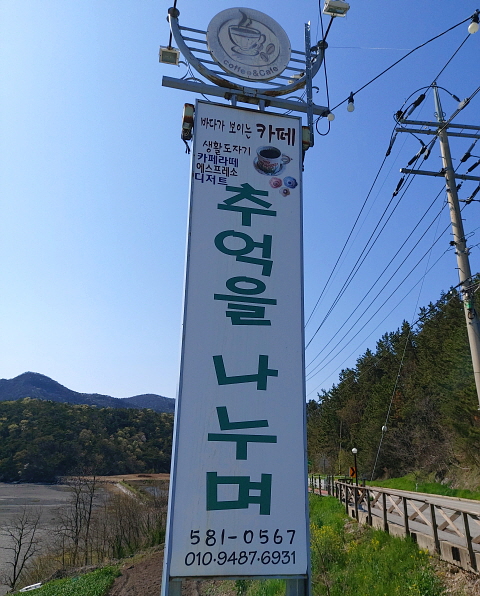 coffee&Cafe
바다가 보이는 카페
생활도자기
카페라떼
에스프레소
디저트
추억을 나누며
581-0567
010·9487·6931